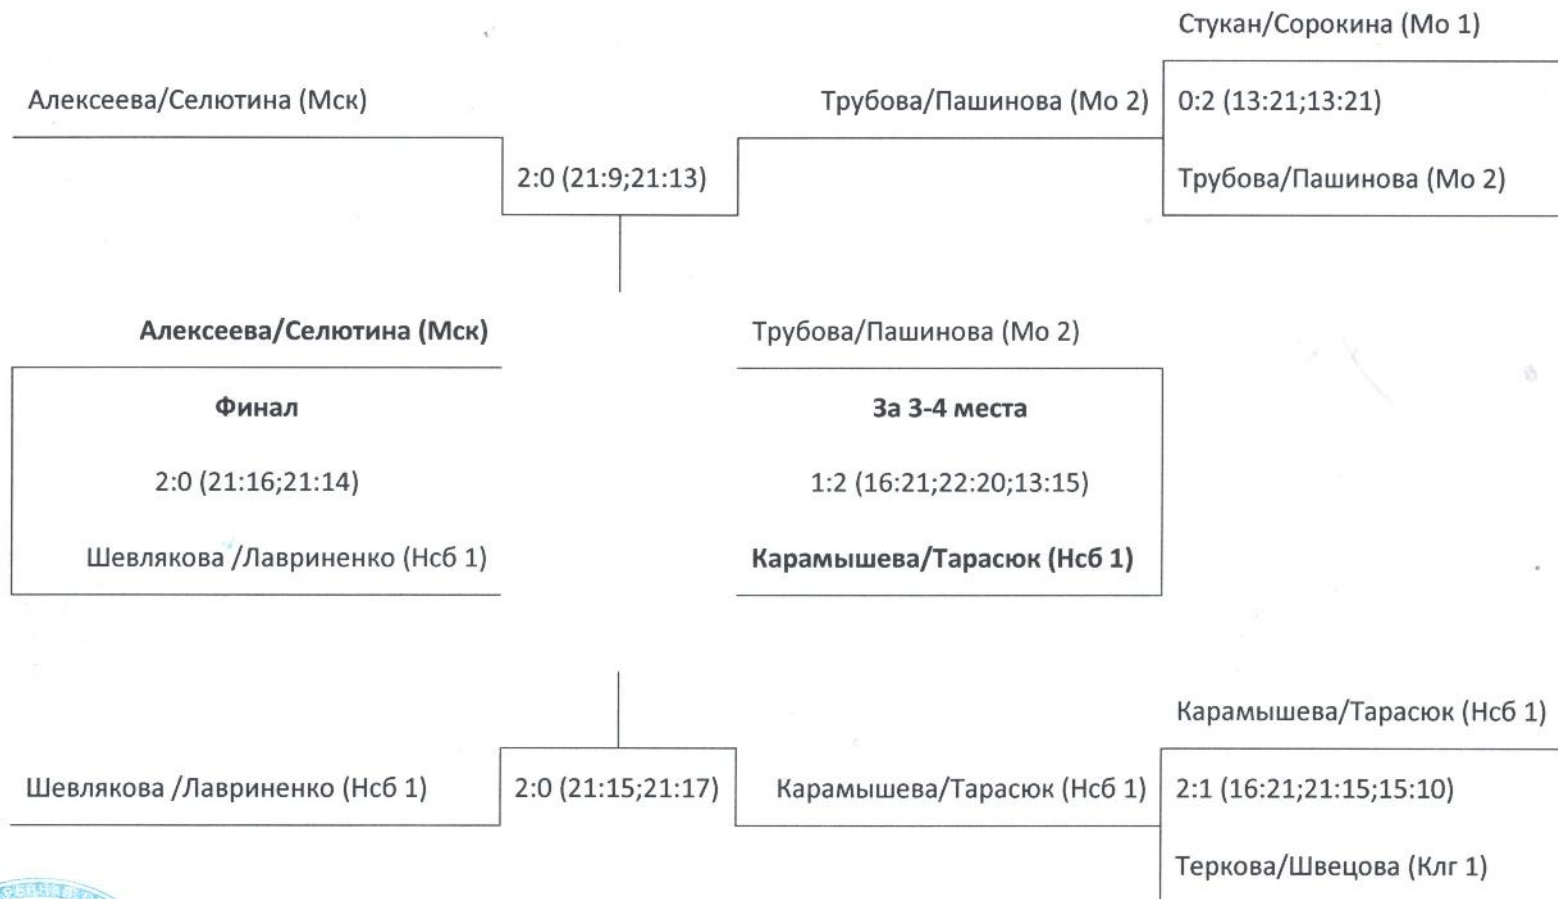 Стукан/Сорокина (Мо 1)
Алексеева/Селютина (Мск)
Трубова/Пашинова (Мо 2)
0:2 (13:21;13:21)
2:0 (21:9;21:13)
Трубова/Пашинова (Мо 2)
Алексеева/Селютина (Мск)
Трубова/Пашинова (Мо 2)
Финал
За 3-4 места
2:0 (21:16;21:14)
1:2 (16:21;22:20;13:15)
Шевлякова /Лавриненко (Нсб 1)
Карамышева/Тарасюк (Нсб 1)
Карамышева/Тарасюк (Нсб 1)
Шевлякова /Лавриненко (Нсб 1)
2:0 (21:15;21:17)
Карамышева/Тарасюк (Нсб 1)
2:1 (16:21;21:15;15:10)
Теркова/Швецова (Клг 1)